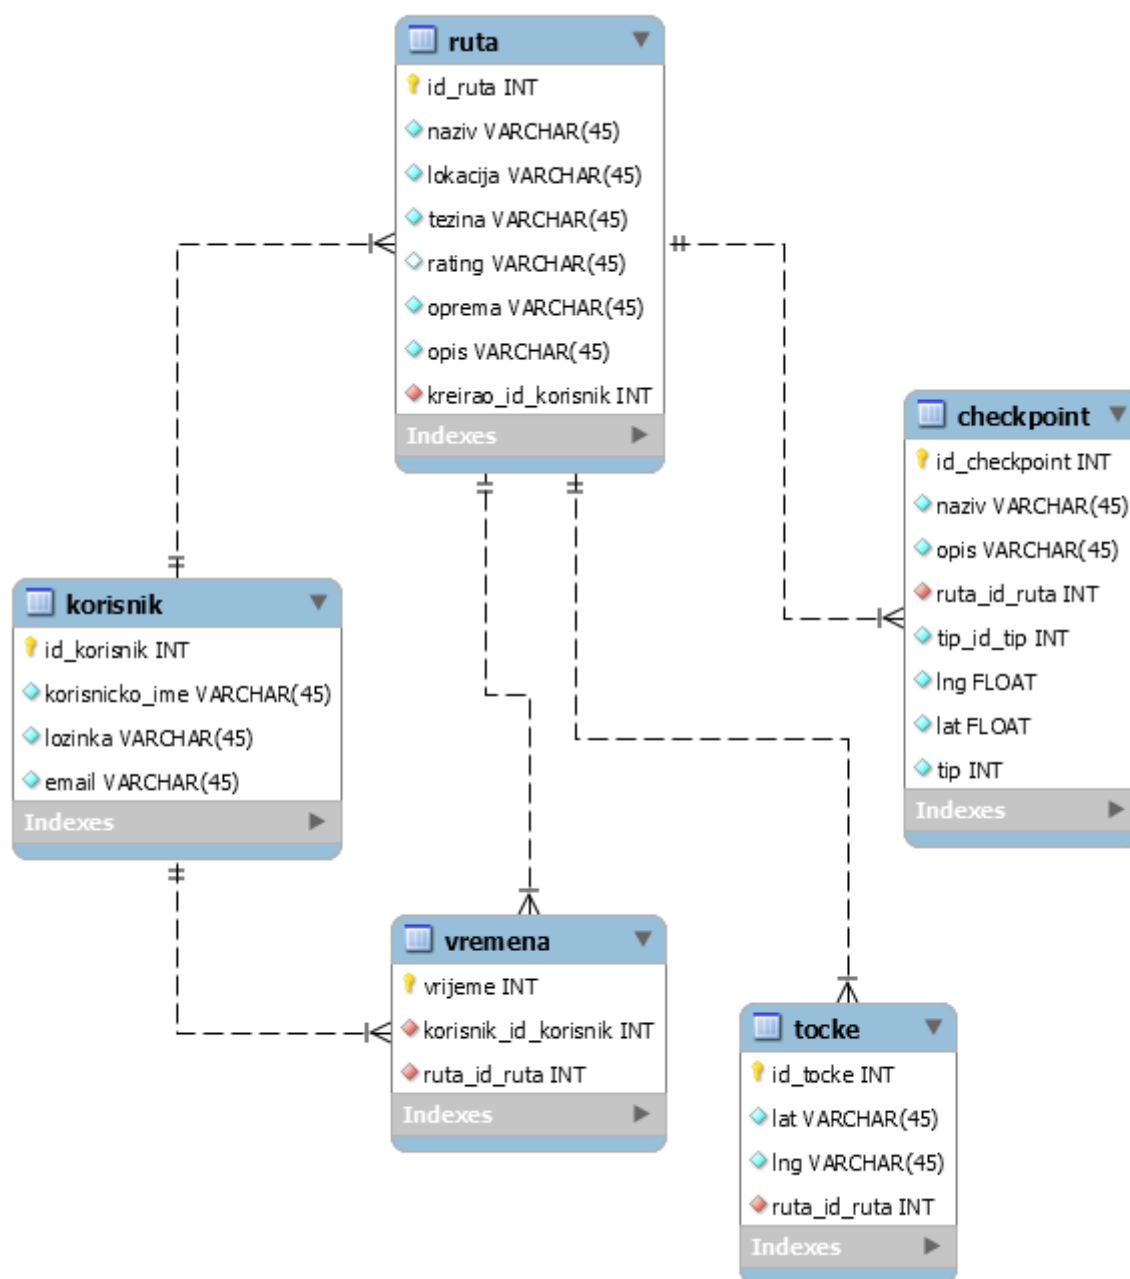 ruta
id_ruta INT
naziv VARCHAR(45)
lokacija VARCHAR(45)
tezina VARCHAR(45)
rating VARCHAR(45)
oprema VARCHAR(45)
opis VARCHAR(45)
kreirao_id_korisnik INT
Indexes
checkpoint
id_checkpoint INT
naziv VARCHAR(45)
opis VARCHAR(45)
ruta_id_ruta INT
tip_id_tip INT
lng FLOAT
lat FLOAT
tip INT
Indexes
korisnik
id_korisnik INT
korisnicko_ime VARCHAR(45)
lozinka VARCHAR(45)
email VARCHAR(45)
Indexes
vremena
vrijeme INT
korisnik_id_korisnik INT
ruta_id_ruta INT
Indexes
tocke
id_tocke INT
lat VARCHAR(45)
lng VARCHAR(45)
ruta_id_ruta INT
Indexes